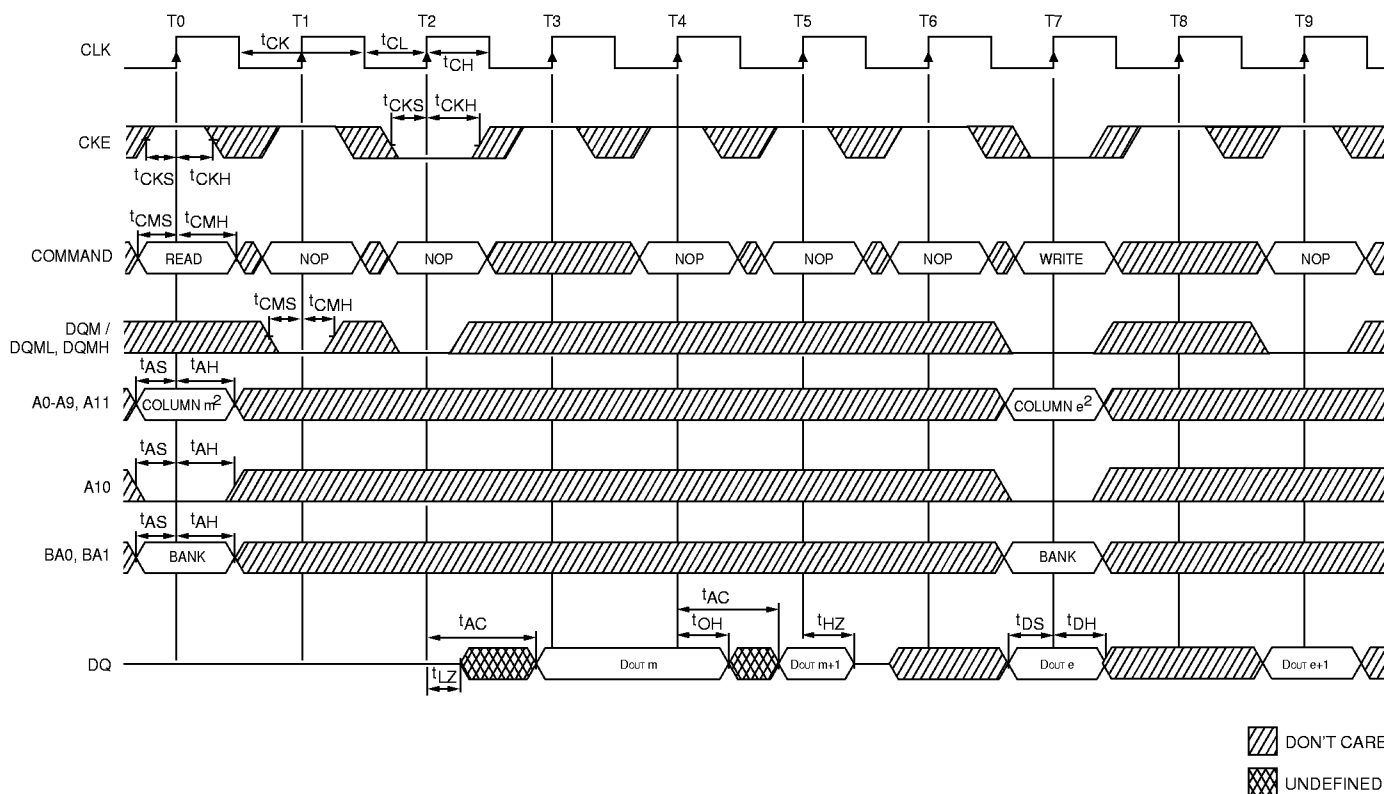 T0 T1 T2 T3 T4 T5 T6 T7 T8 T9
CLK
tCK tCL tCH
tCKS tCKH
CKE
tCKS tCKH
tCMS tCMH
COMMAND READ NOP NOP NOP NOP NOP WRITE NOP
tCMS tCMH
DQM /
DQML, DQMH
tAS tAH
A0-A9, A11 COLUMN m2 COLUMN e2
tAS tAH
A10
tAS tAH
BA0, BA1 BANK BANK
tAC tAC tOH tHZ tDS tDH
DQ DOUT m DOUT m+1 DOUT e DOUT e+1
tLZ
DON'T CARE
UNDEFINED